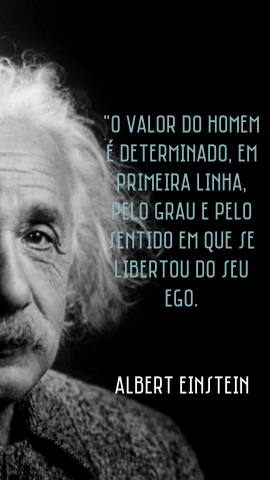 "O VALOR DO HOMEM
É DETERMINADO, EM
PRIMEIRA LINHA,
PELO GRAU E PELO
SENTIDO EM QUE SE
LIBERTOU DO SEU
EGO.
ALBERT EINSTEIN